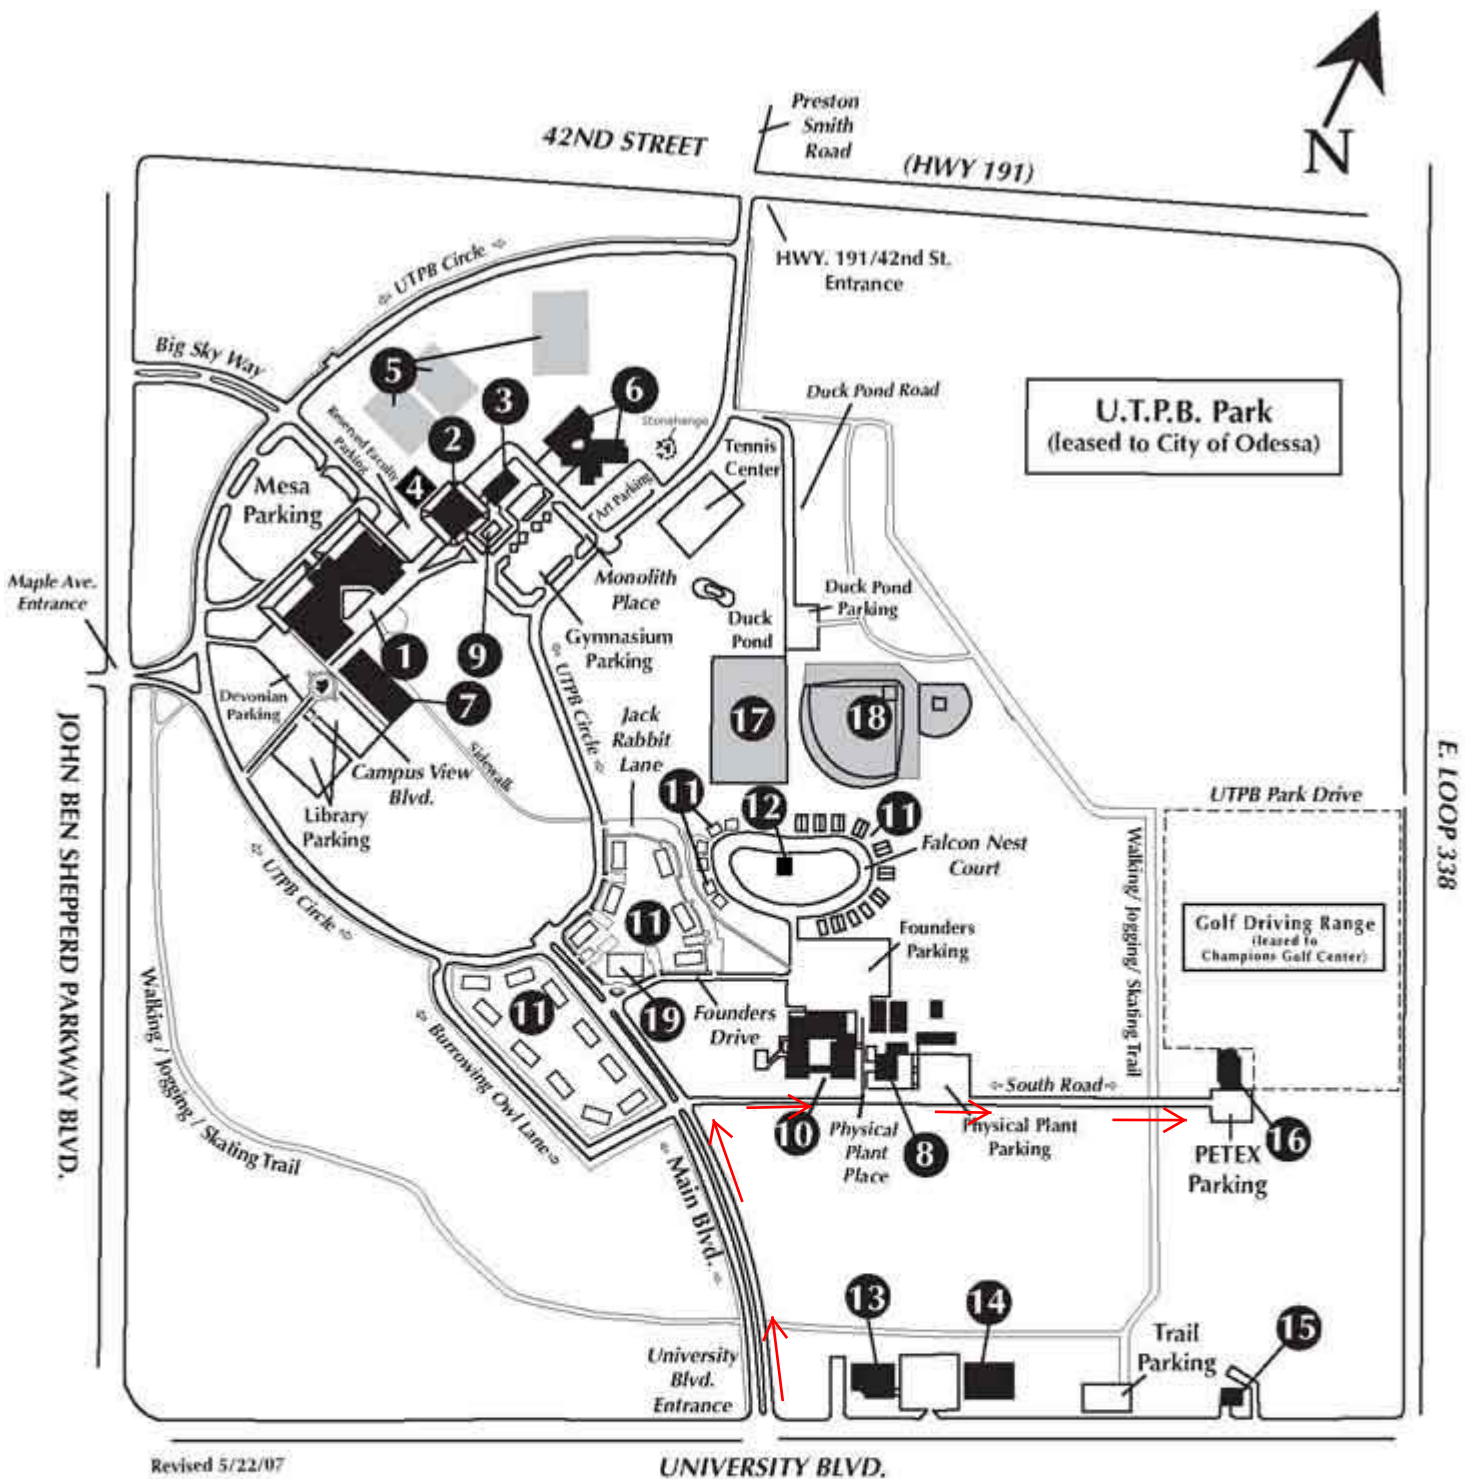 Preston
Smith
Road
42ND STREET
(HWY 191)
N
HWY. 191/42nd St.
Entrance
⇦ UTPB Circle ⇨
Big Sky Way
5
3
6
2
4
Reserved Faculty
Parking
Stonehenge
Duck Pond Road
U.T.P.B. Park
(leased to City of Odessa)
Tennis
Center
Art Parking
Mesa
Parking
Maple Ave.
Entrance
Monolith
Place
Duck Pond
Parking
Duck
Pond
Gymnasium
Parking
1
9
7
Devonian
Parking
⇦ UTPB Circle ⇨
Jack
Rabbit
Lane
17
18
Sidewalk
Campus View
Blvd.
Library
Parking
JOHN BEN SHEPPERD PARKWAY BLVD.
E. LOOP 338
UTPB Park Drive
11
12
11
Falcon Nest
Court
⇦ UTPB Circle ⇨
11
Walking/ Jogging/ Skating Trail
Golf Driving Range
(leased to
Champions Golf Center)
Founders
Parking
11
19
Founders
Drive
Walking / Jogging / Skating Trail
⇦ Burrowing Owl Lane ⇨
⇦ South Road ⇨
10
Physical
Plant
Place
8
Physical Plant
Parking
16
PETEX
Parking
⇦ Main Blvd. ⇨
13
14
15
Trail
Parking
University
Blvd.
Entrance
Revised 5/22/07
UNIVERSITY BLVD.